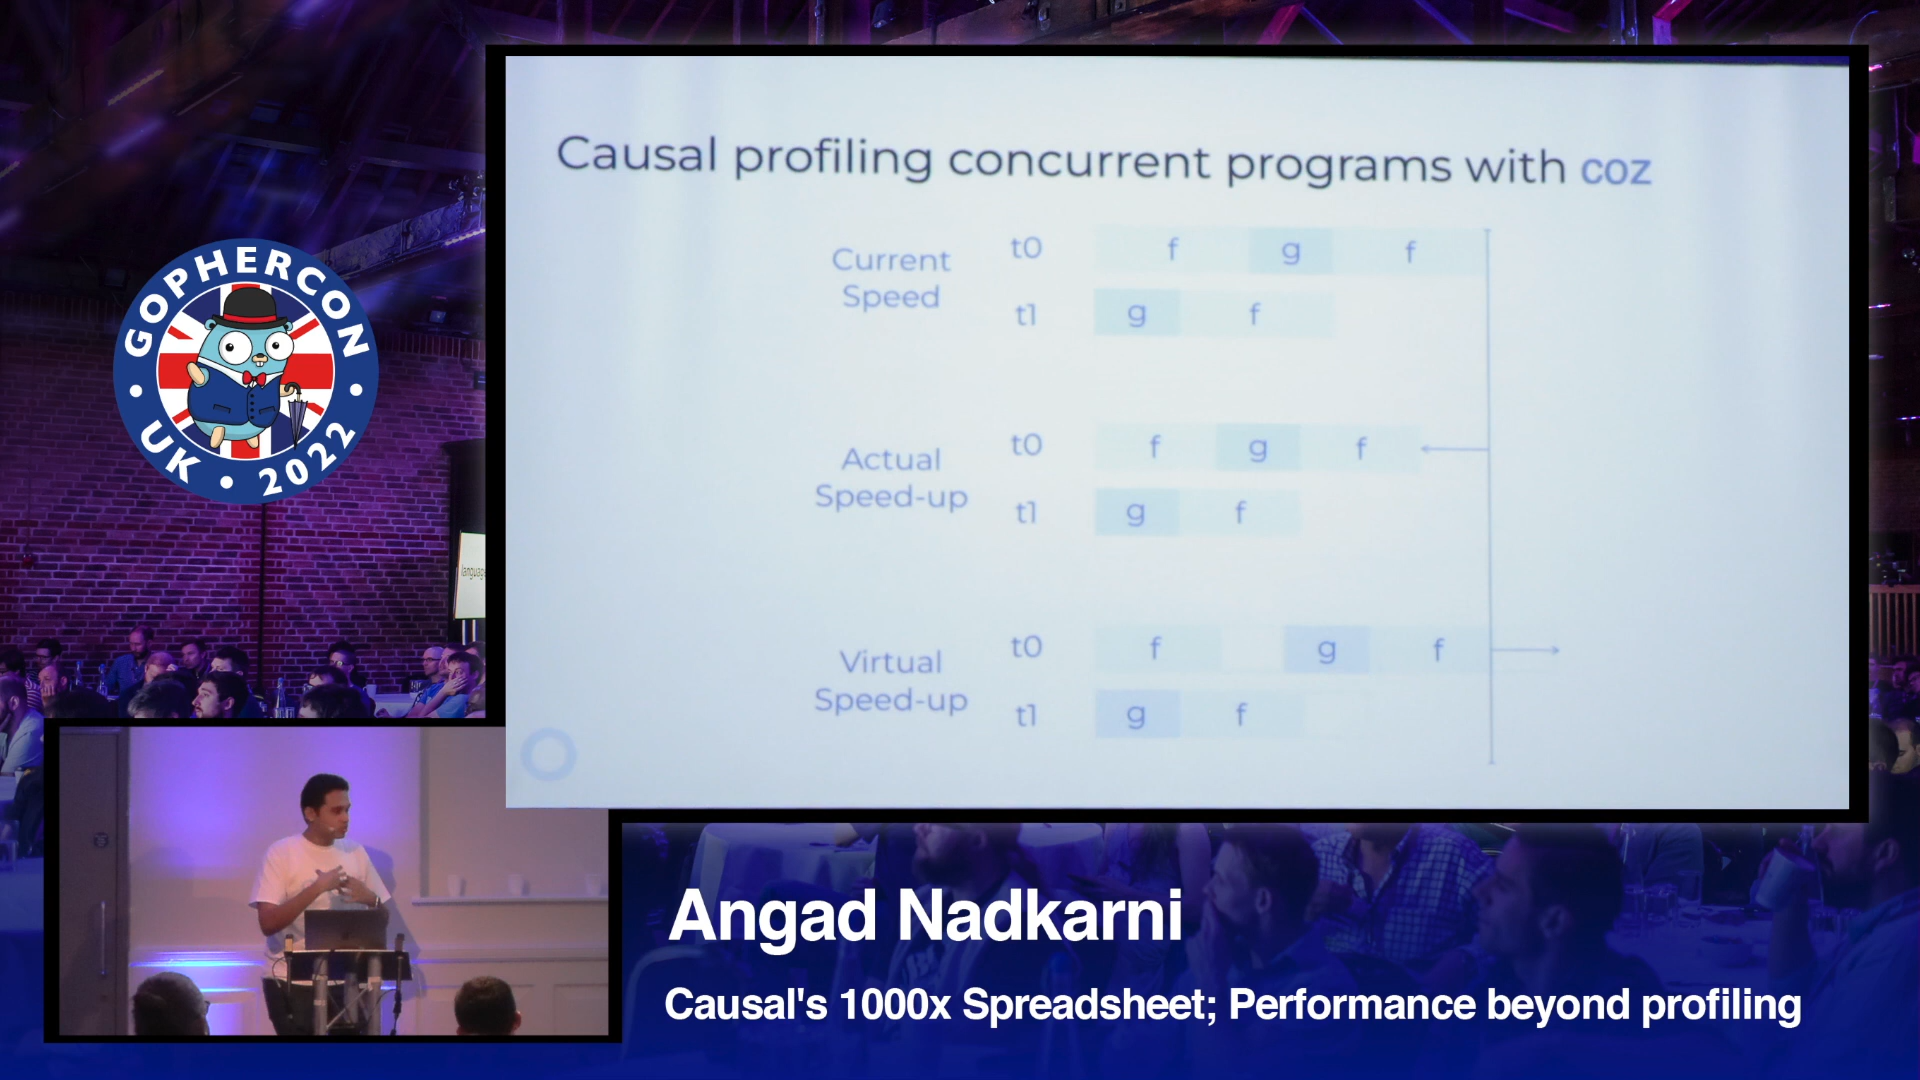 GOPHERCON
UK • 2022
Causal profiling concurrent programs with coz
Current
Speed
t0 f g f
t1 g f
Actual
Speed-up
t0 f g f
t1 g f
Virtual
Speed-up
t0 f g f
t1 g f
language
Angad Nadkarni
Causal's 1000x Spreadsheet; Performance beyond profiling